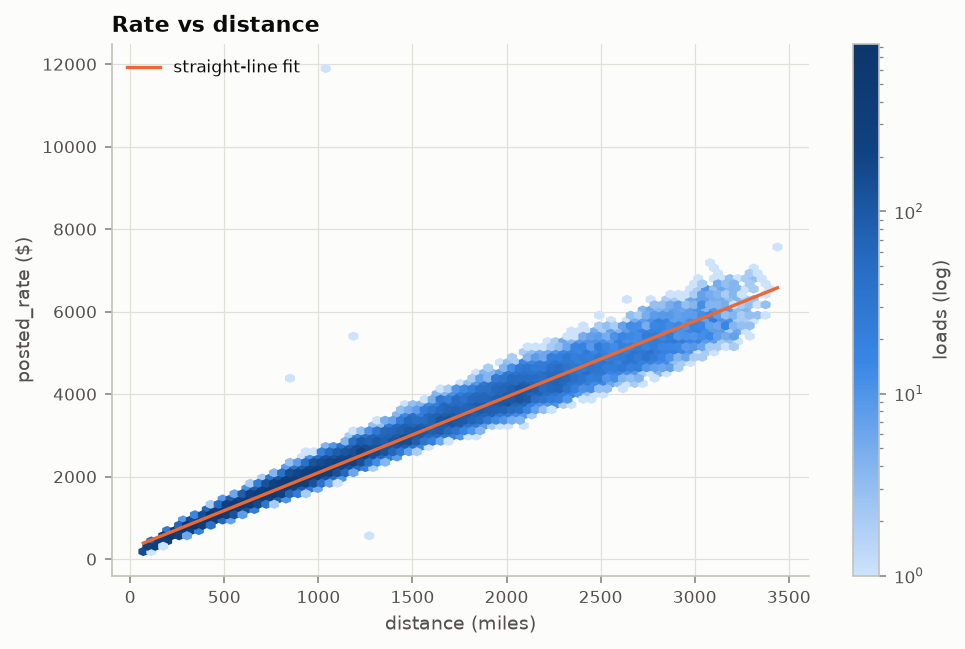 Rate vs distance
straight-line fit
12000
10000
8000
6000
4000
2000
0
posted_rate ($)
0 500 1000 1500 2000 2500 3000 3500
distance (miles)
10²
10¹
10⁰
loads (log)